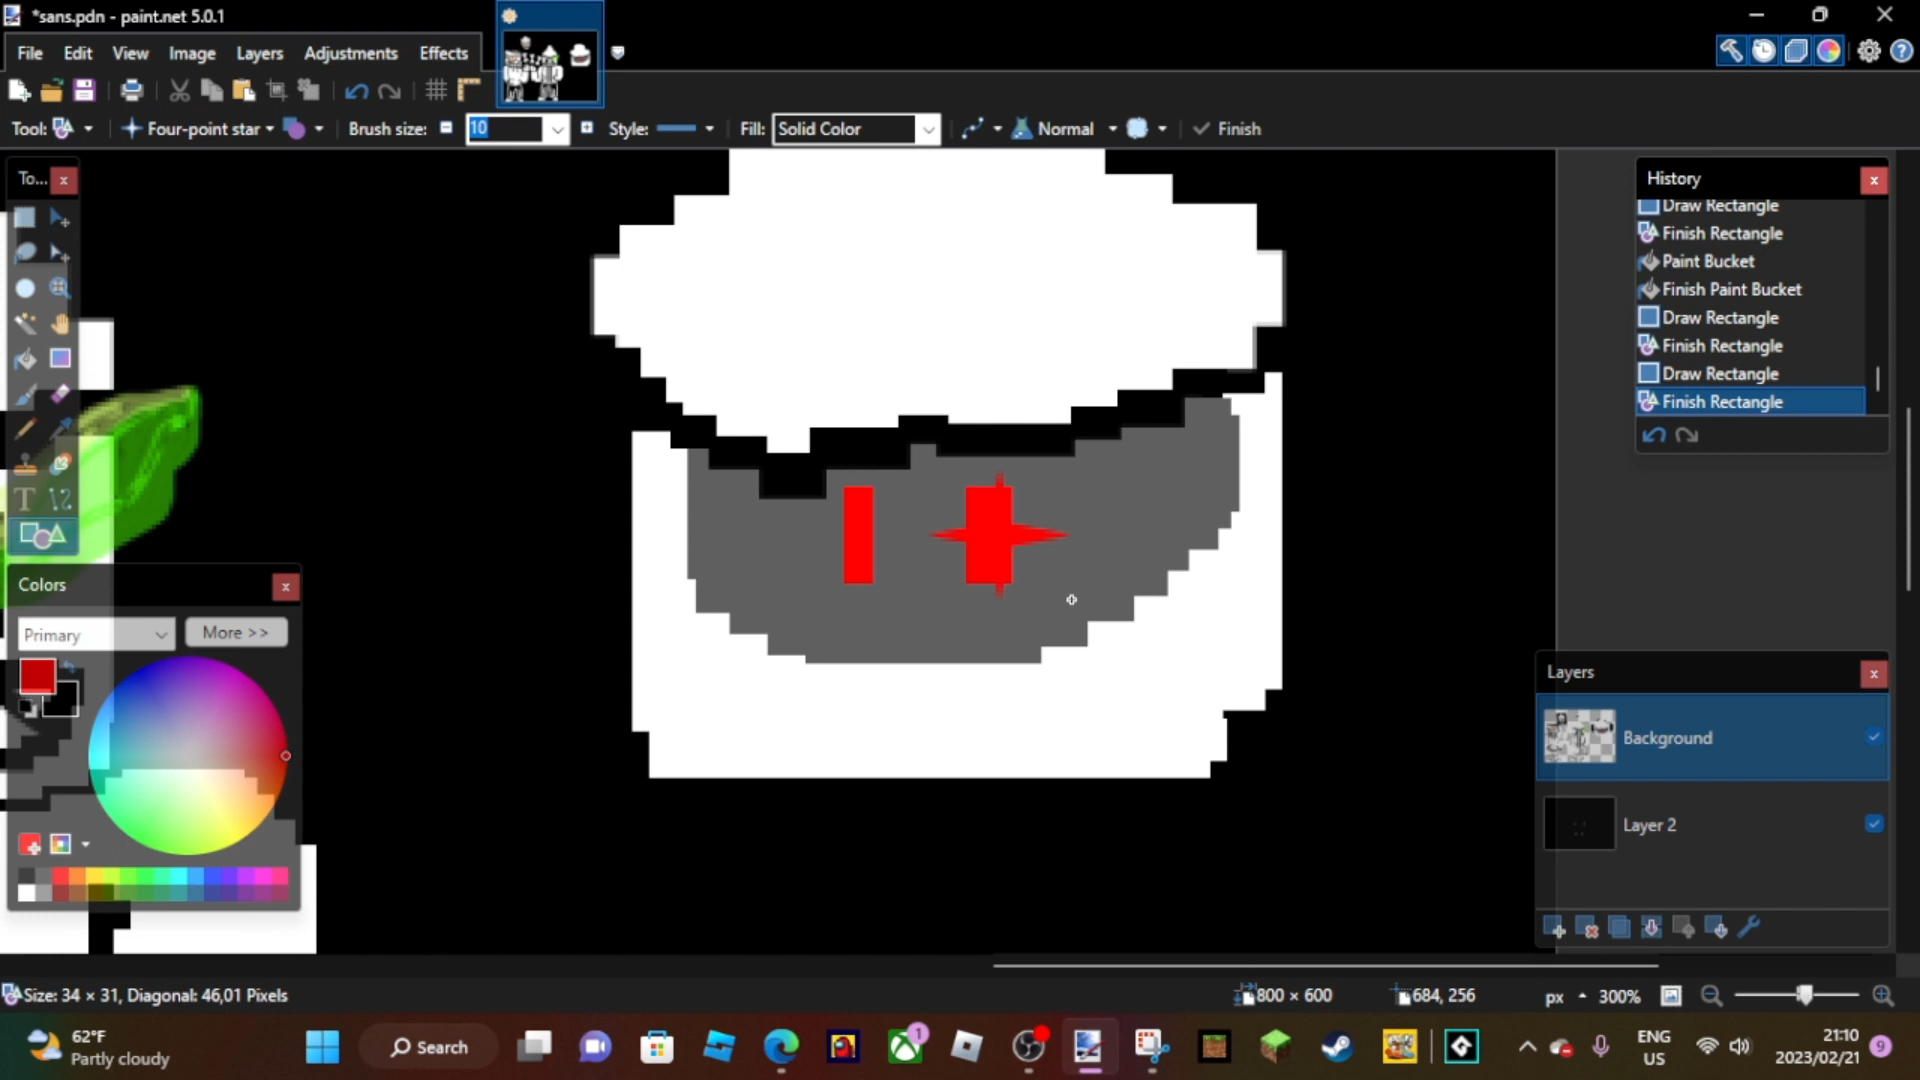 *sans.pdn - paint.net 5.0.1
File Edit View Image Layers Adjustments Effects
Tool: Four-point star Brush size: 10 Style: Fill: Solid Color Normal Finish
To...
History
Draw Rectangle
Finish Rectangle
Paint Bucket
Finish Paint Bucket
Draw Rectangle
Finish Rectangle
Draw Rectangle
Finish Rectangle
Colors
Primary
More >>
Layers
Background
Layer 2
Size: 34 × 31, Diagonal: 46,01 Pixels 800 × 600 684, 256 px 300%
62°F
Partly cloudy
Search
1
ENG
US
21:10
2023/02/21
9